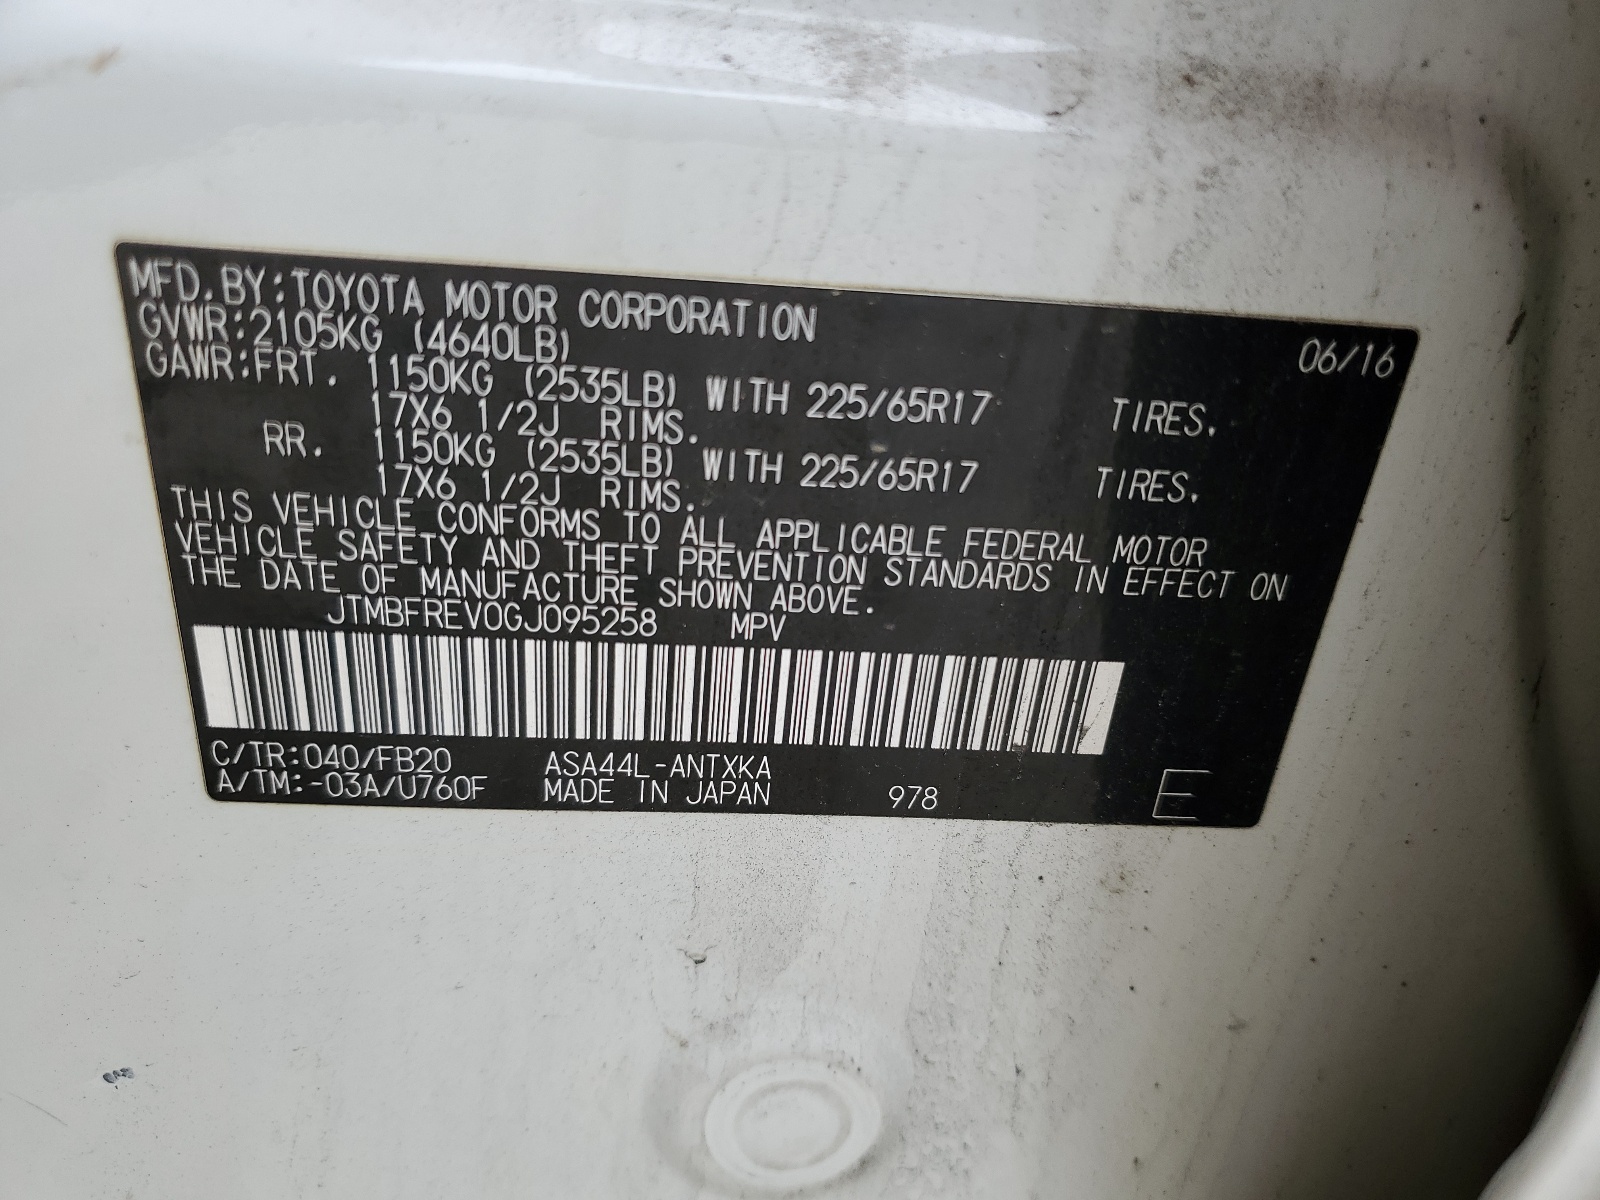 MFD.BY:TOYOTA MOTOR CORPORATION 06/16
GVWR:2105KG (4640LB)
GAWR:FRT. 1150KG (2535LB) WITH 225/65R17 TIRES.
17X6 1/2J RIMS.
RR. 1150KG (2535LB) WITH 225/65R17 TIRES.
17X6 1/2J RIMS.
THIS VEHICLE CONFORMS TO ALL APPLICABLE FEDERAL MOTOR
VEHICLE SAFETY AND THEFT PREVENTION STANDARDS IN EFFECT ON
THE DATE OF MANUFACTURE SHOWN ABOVE.
JTMBFREV0GJ095258 MPV
C/TR:040/FB20 ASA44L-ANTXKA
A/TM:-03A/U760F MADE IN JAPAN 978 E